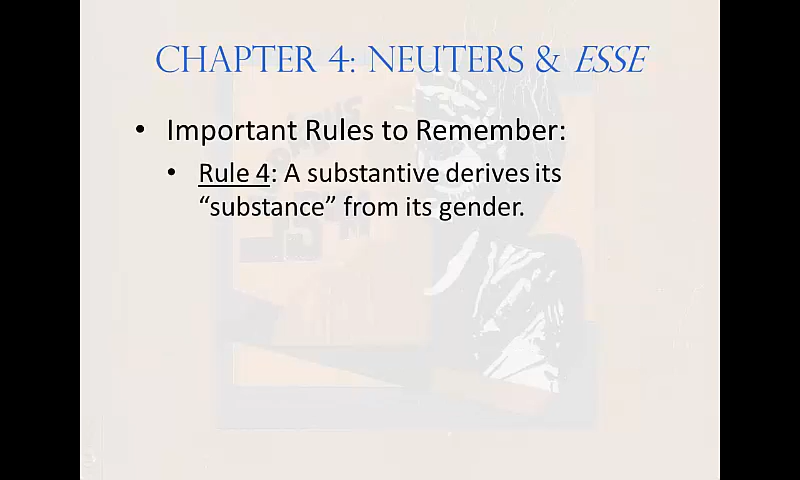 CHAPTER 4: NEUTERS & ESSE
• Important Rules to Remember:
• Rule 4: A substantive derives its
“substance” from its gender.